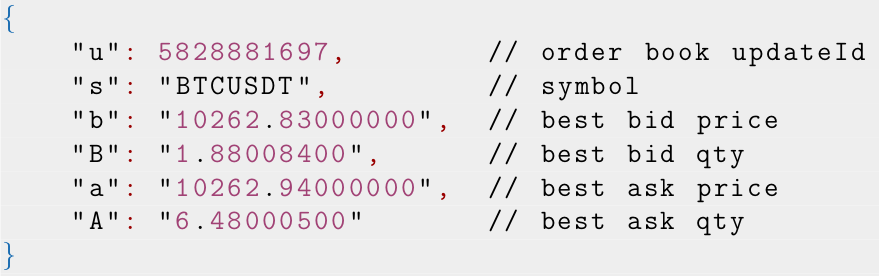 {
"u": 5828881697, // order book updateId
"s": "BTCUSDT", // symbol
"b": "10262.83000000", // best bid price
"B": "1.88008400", // best bid qty
"a": "10262.94000000", // best ask price
"A": "6.48000500" // best ask qty
}